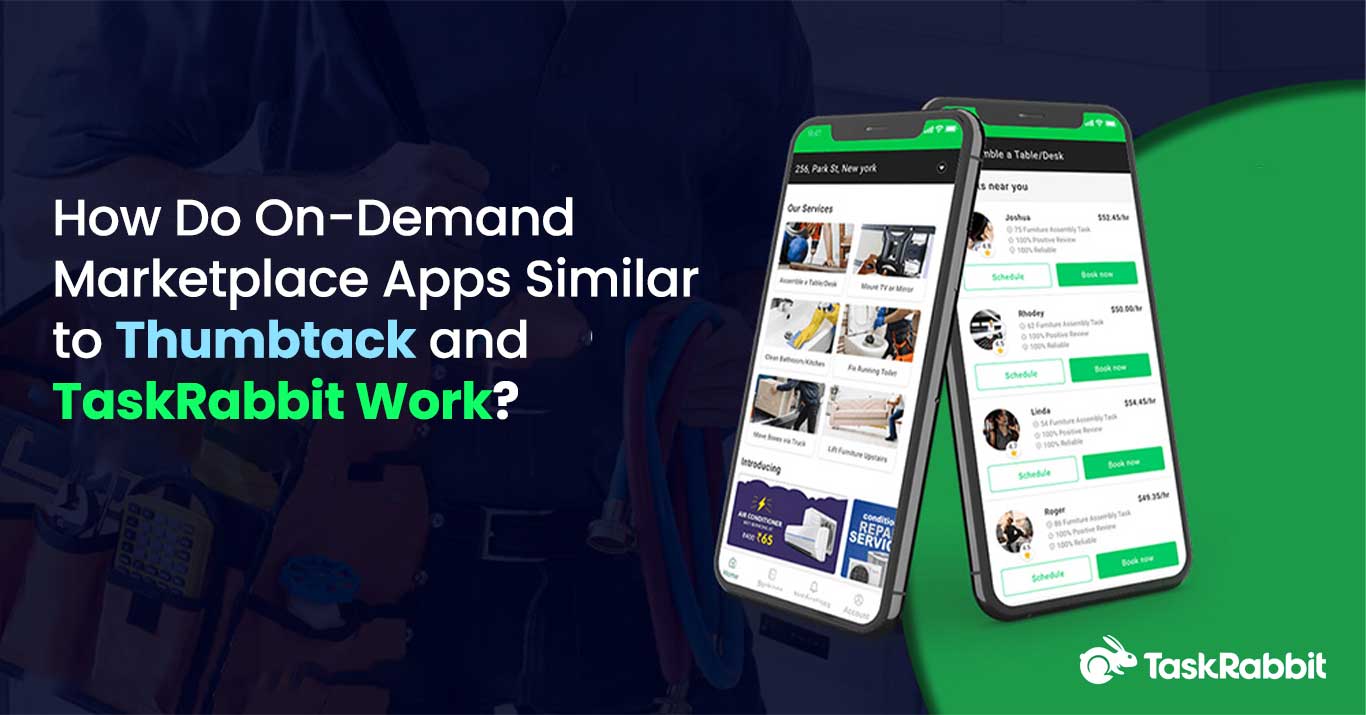 How Do On-Demand
Marketplace Apps Similar
to Thumbtack and
TaskRabbit Work?
256, Park St, New york
Our Services
Assemble a Table/Desk
Mount TV or Mirror
Clean Bathroom/Kitchen
Fix Running Toilet
Move Boxes via Truck
Lift Furniture Upstairs
Introducing
AIR CONDITIONER
₹65
REPA
SERVIC
Home
Account
mble a Table/Desk
near you
Joshua $52.45/hr
75 Furniture Assembly Task
100% Positive Review
100% Reliable
Schedule Book now
Rhodey $50.00/hr
62 Furniture Assembly Task
100% Positive Review
100% Reliable
4.5
Schedule Book now
Linda $54.45/hr
54 Furniture Assembly Task
100% Positive Review
100% Reliable
Schedule Book now
Roger $49.35/hr
86 Furniture Assembly Task
100% Positive Review
100% Reliable
4.5
Schedule Book now
TaskRabbit